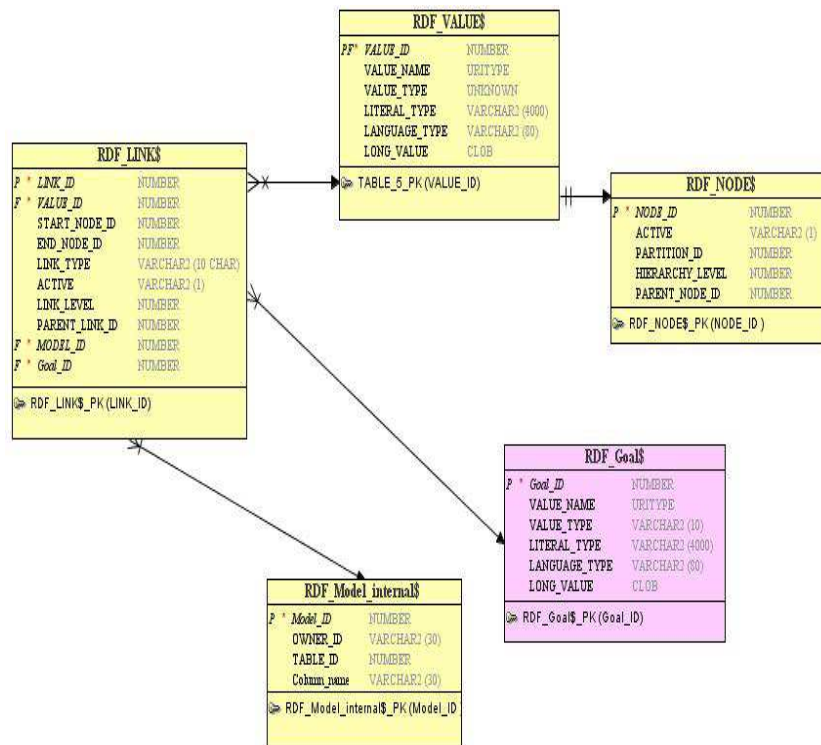 RDF_VALUE$
PF* VALUE_ID NUMBER
VALUE_NAME URITYPE
VALUE_TYPE UNKNOWN
LITERAL_TYPE VARCHAR2 (4000)
LANGUAGE_TYPE VARCHAR2 (80)
LONG_VALUE CLOB
TABLE_5_PK (VALUE_ID)
RDF_LINK$
P * LINK_ID NUMBER
F * VALUE_ID NUMBER
START_NODE_ID NUMBER
END_NODE_ID NUMBER
LINK_TYPE VARCHAR2 (10 CHAR)
ACTIVE VARCHAR2 (1)
LINK_LEVEL NUMBER
PARENT_LINK_ID NUMBER
F * MODEL_ID NUMBER
F * Goal_ID NUMBER
RDF_LINK$_PK (LINK_ID)
RDF_NODE$
P * NODE_ID NUMBER
ACTIVE VARCHAR2 (1)
PARTITION_ID NUMBER
HIERARCHY_LEVEL NUMBER
PARENT_NODE_ID NUMBER
RDF_NODE$_PK (NODE_ID )
RDF_Goal$
P * Goal_ID NUMBER
VALUE_NAME URITYPE
VALUE_TYPE VARCHAR2 (10)
LITERAL_TYPE VARCHAR2 (4000)
LANGUAGE_TYPE VARCHAR2 (80)
LONG_VALUE CLOB
RDF_Goal$_PK (Goal_ID)
RDF_Model_internal$
P * Model_ID NUMBER
OWNER_ID VARCHAR2 (30)
TABLE_ID NUMBER
Column_name VARCHAR2 (30)
RDF_Model_internal$_PK (Model_ID